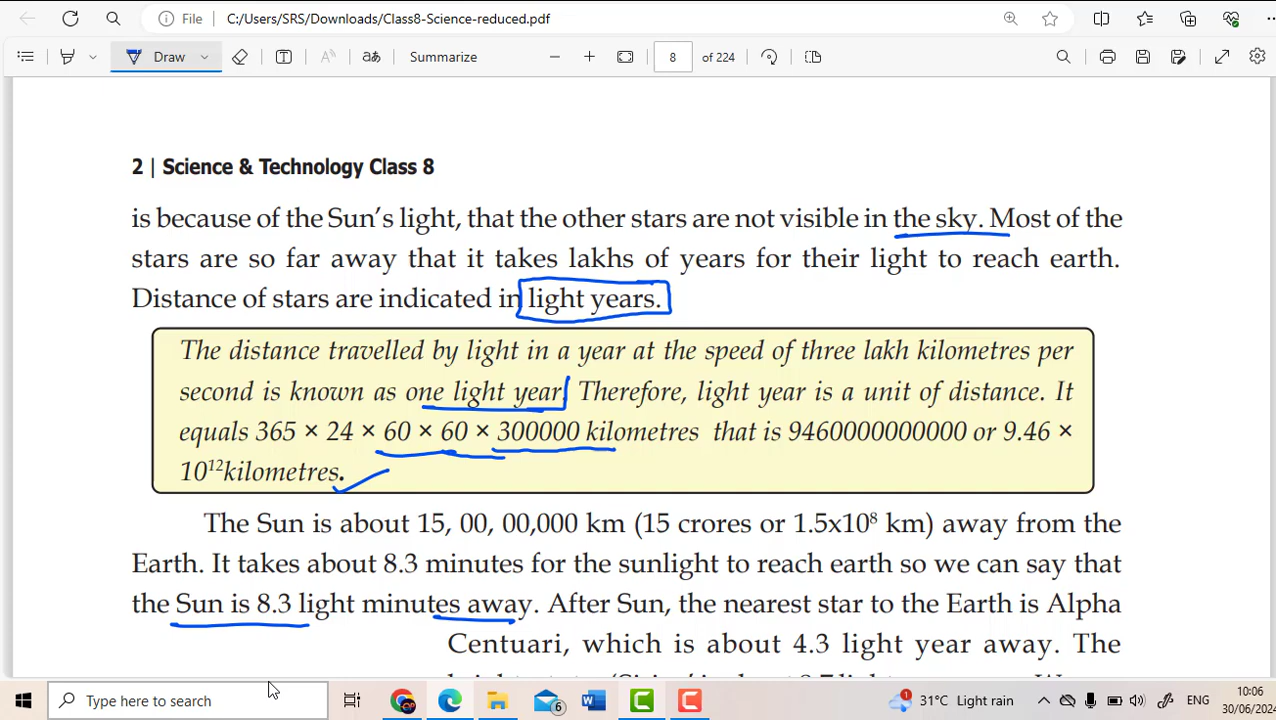 File C:/Users/SRS/Downloads/Class8-Science-reduced.pdf
Draw Summarize 8 of 224
2 | Science & Technology Class 8
is because of the Sun's light, that the other stars are not visible in the sky. Most of the
stars are so far away that it takes lakhs of years for their light to reach earth.
Distance of stars are indicated in light years.
The distance travelled by light in a year at the speed of three lakh kilometres per
second is known as one light year. Therefore, light year is a unit of distance. It
equals 365 × 24 × 60 × 60 × 300000 kilometres that is 9460000000000 or 9.46 ×
10¹²kilometres.
The Sun is about 15, 00, 00,000 km (15 crores or 1.5x10⁸ km) away from the
Earth. It takes about 8.3 minutes for the sunlight to reach earth so we can say that
the Sun is 8.3 light minutes away. After Sun, the nearest star to the Earth is Alpha
Centuari, which is about 4.3 light year away. The
Type here to search
6
1
31°C Light rain
ENG
10:06
30/06/2024